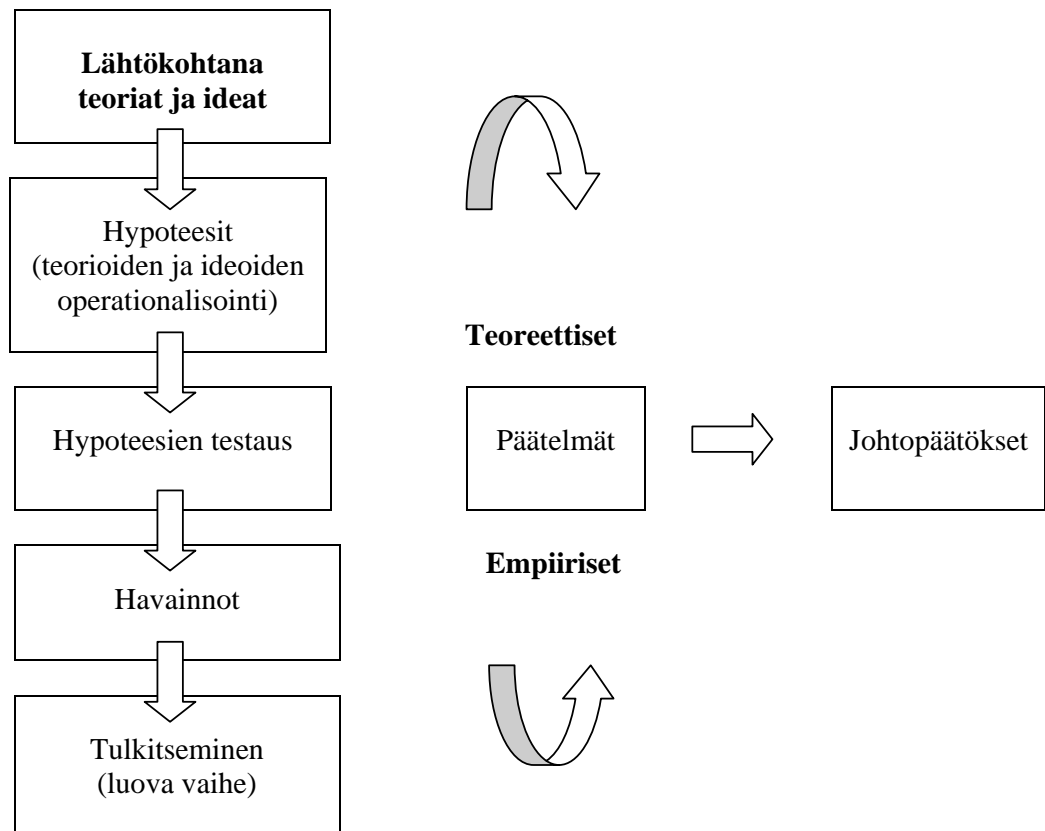 Lähtökohtana
teoriat ja ideat
Hypoteesit
(teorioiden ja ideoiden
operationalisointi)
Teoreettiset
Hypoteesien testaus
Päätelmät
Johtopäätökset
Empiiriset
Havainnot
Tulkitseminen
(luova vaihe)